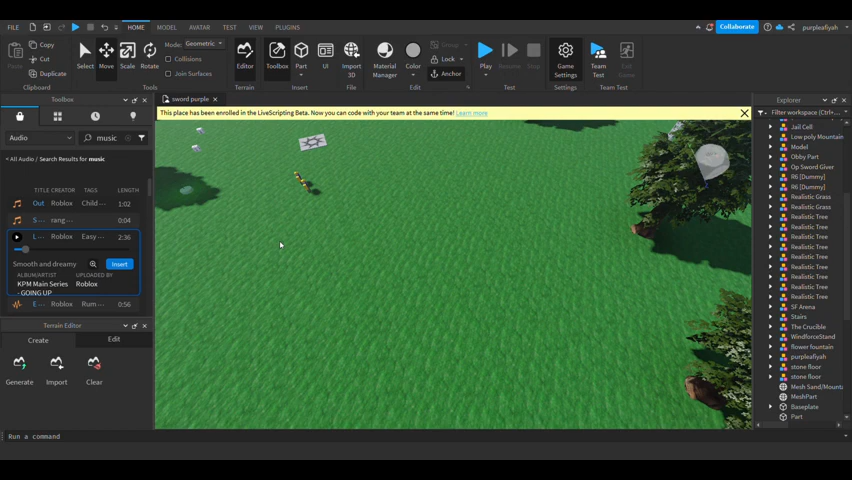 FILE HOME MODEL AVATAR TEST VIEW PLUGINS Collaborate purpleafiyah
Copy Mode: Geometric Group
Cut Collisions Lock
Paste Duplicate Select Move Scale Rotate Join Surfaces Editor Toolbox Part UI Import 3D Material Manager Color Anchor Play Resume Stop Game Settings Team Test Exit Game
Clipboard Tools Terrain Insert Edit Test Settings Team Test
Toolbox sword purple Explorer
This place has been enrolled in the LiveScripting Beta. Now you can code with your team at the same time! Learn more
Filter workspace (Ctrl+...
Audio music
All Audio / Search Results for music
TITLE CREATOR TAGS LENGTH
Out Roblox Child ... 1:02
S... rang... 0:04
L... Roblox Easy ... 2:36
Smooth and dreamy Insert
ALBUM/ARTIST UPLOADED BY
KPM Main Series Roblox
- GOING UP
E... Roblox Rum ... 0:56
Terrain Editor
Create Edit
Generate Import Clear
Jail Cell
Low poly Mountain
Model
Obby Part
Op Sword Giver
R6 [Dummy]
R6 [Dummy]
Realistic Grass
Realistic Grass
Realistic Tree
Realistic Tree
Realistic Tree
Realistic Tree
Realistic Tree
Realistic Tree
Realistic Tree
Realistic Tree
Realistic Tree
SF Arena
Stairs
The Crucible
WindforceStand
flower fountain
purpleafiyah
stone floor
stone floor
Mesh Sand/Mounta
MeshPart
Baseplate
Part
Run a command